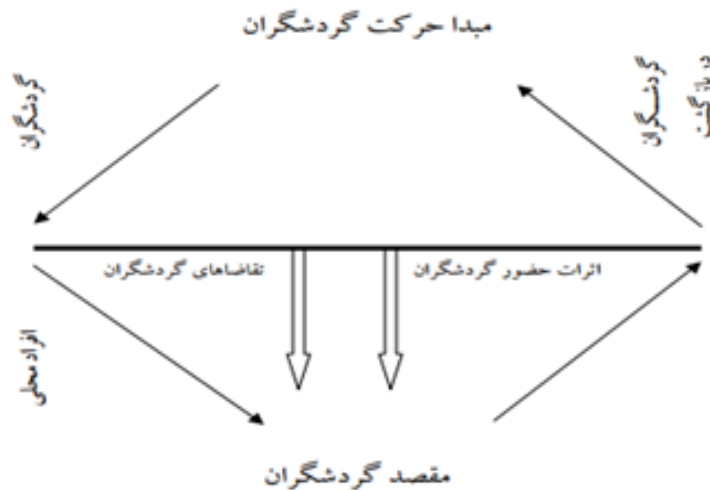 مبدا حرکت گردشگران
گردشگران
در بازگشت
گردشگران
اثرات حضور گردشگران
تقاضاهای گردشگران
افراد محلی
مقصد گردشگران